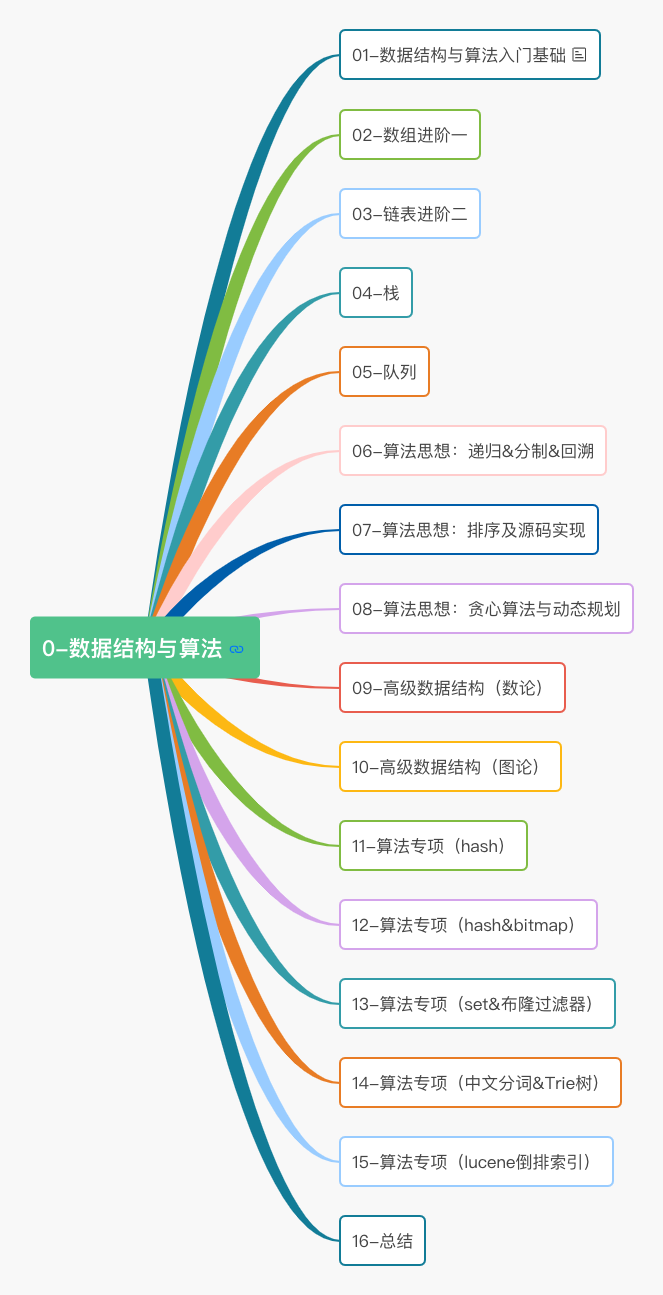 01-数据结构与算法入门基础
02-数组进阶一
03-链表进阶二
04-栈
05-队列
06-算法思想：递归&分制&回溯
07-算法思想：排序及源码实现
08-算法思想：贪心算法与动态规划
0-数据结构与算法
09-高级数据结构（数论）
10-高级数据结构（图论）
11-算法专项（hash）
12-算法专项（hash&bitmap）
13-算法专项（set&布隆过滤器）
14-算法专项（中文分词&Trie树）
15-算法专项（lucene倒排索引）
16-总结